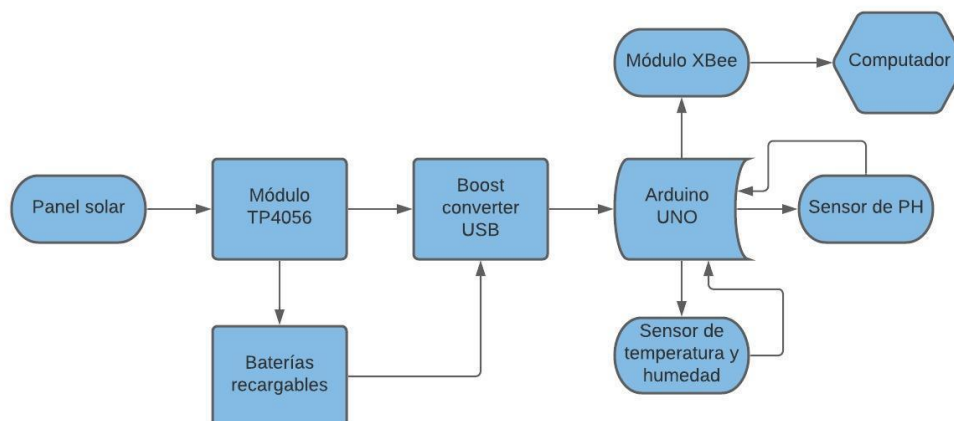 Módulo XBee
Computador
Panel solar
Módulo
TP4056
Boost
converter
USB
Arduino
UNO
Sensor de PH
Baterías
recargables
Sensor de
temperatura y
humedad